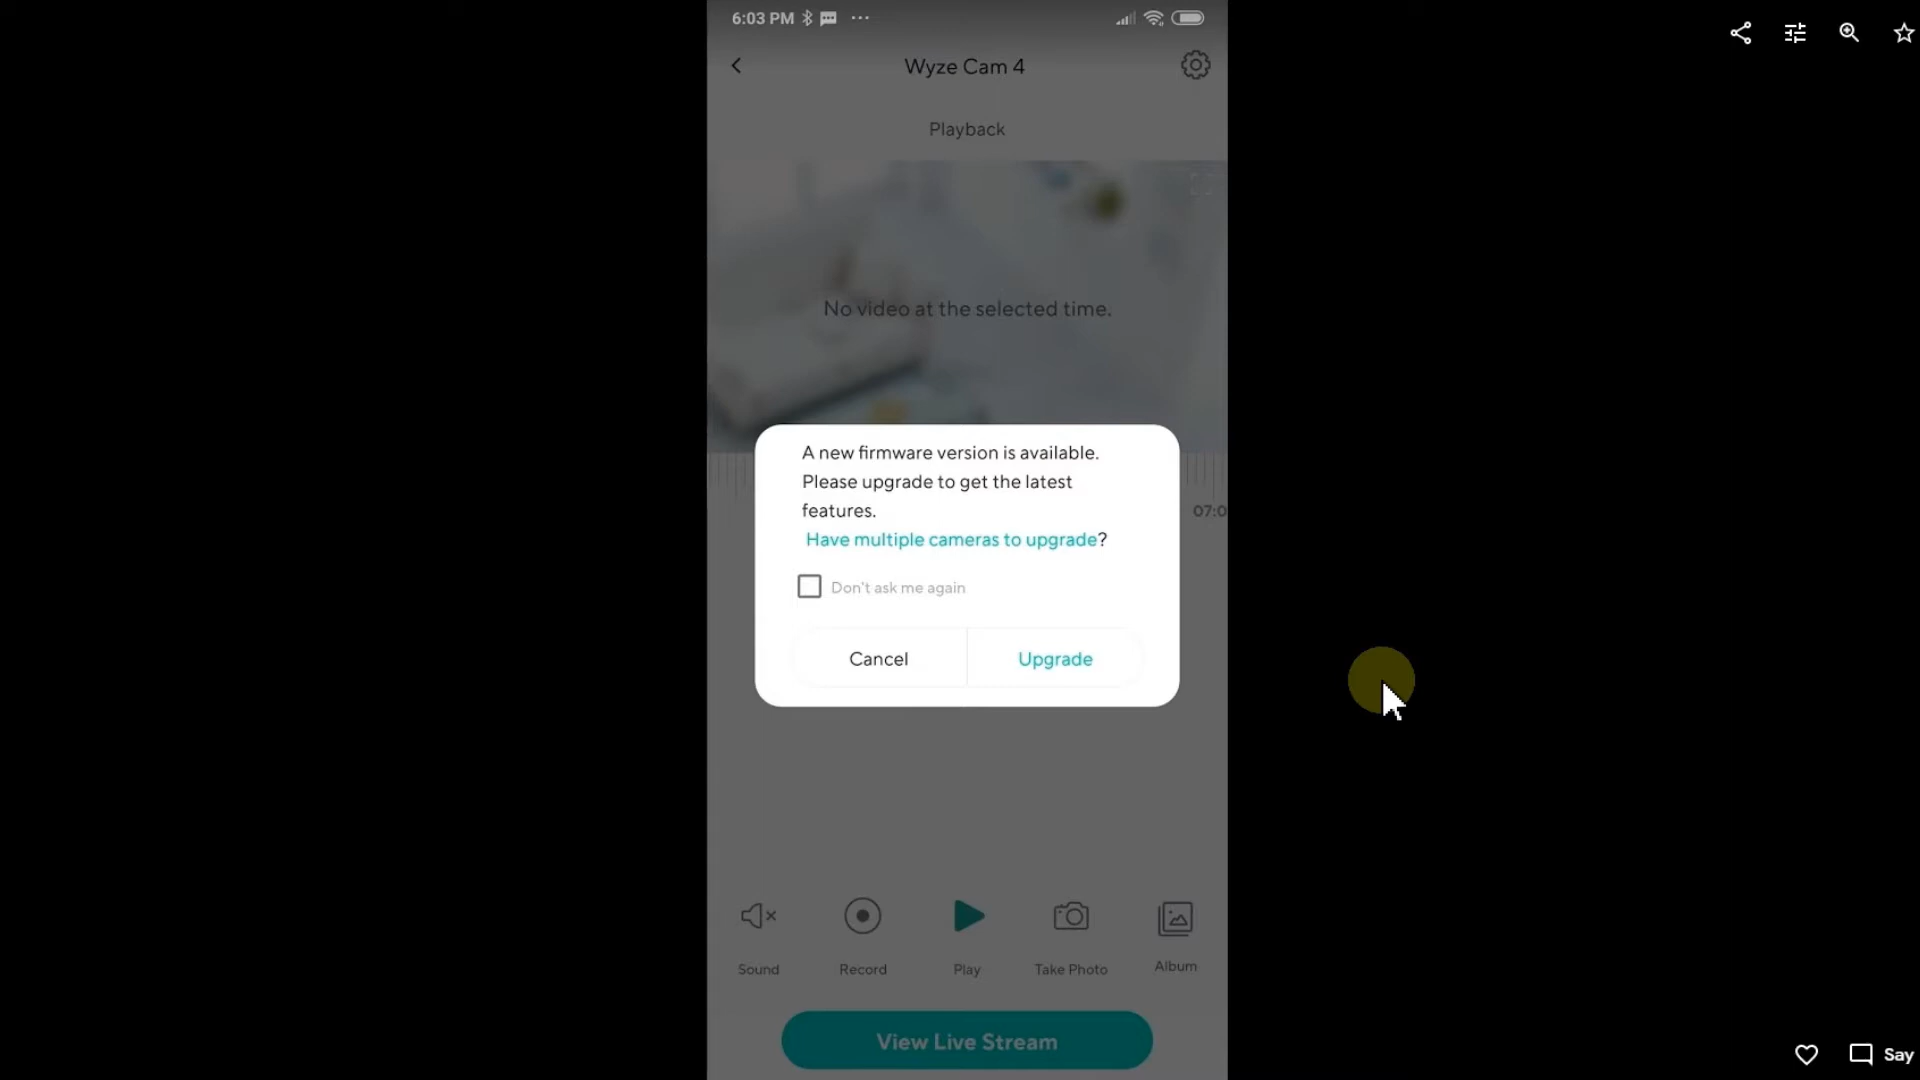 6:03 PM
Wyze Cam 4
Playback
No video at the selected time.
A new firmware version is available.
Please upgrade to get the latest
features.
Have multiple cameras to upgrade?
07:0
Don't ask me again
Cancel
Upgrade
Sound
Record
Play
Take Photo
Album
View Live Stream
Say